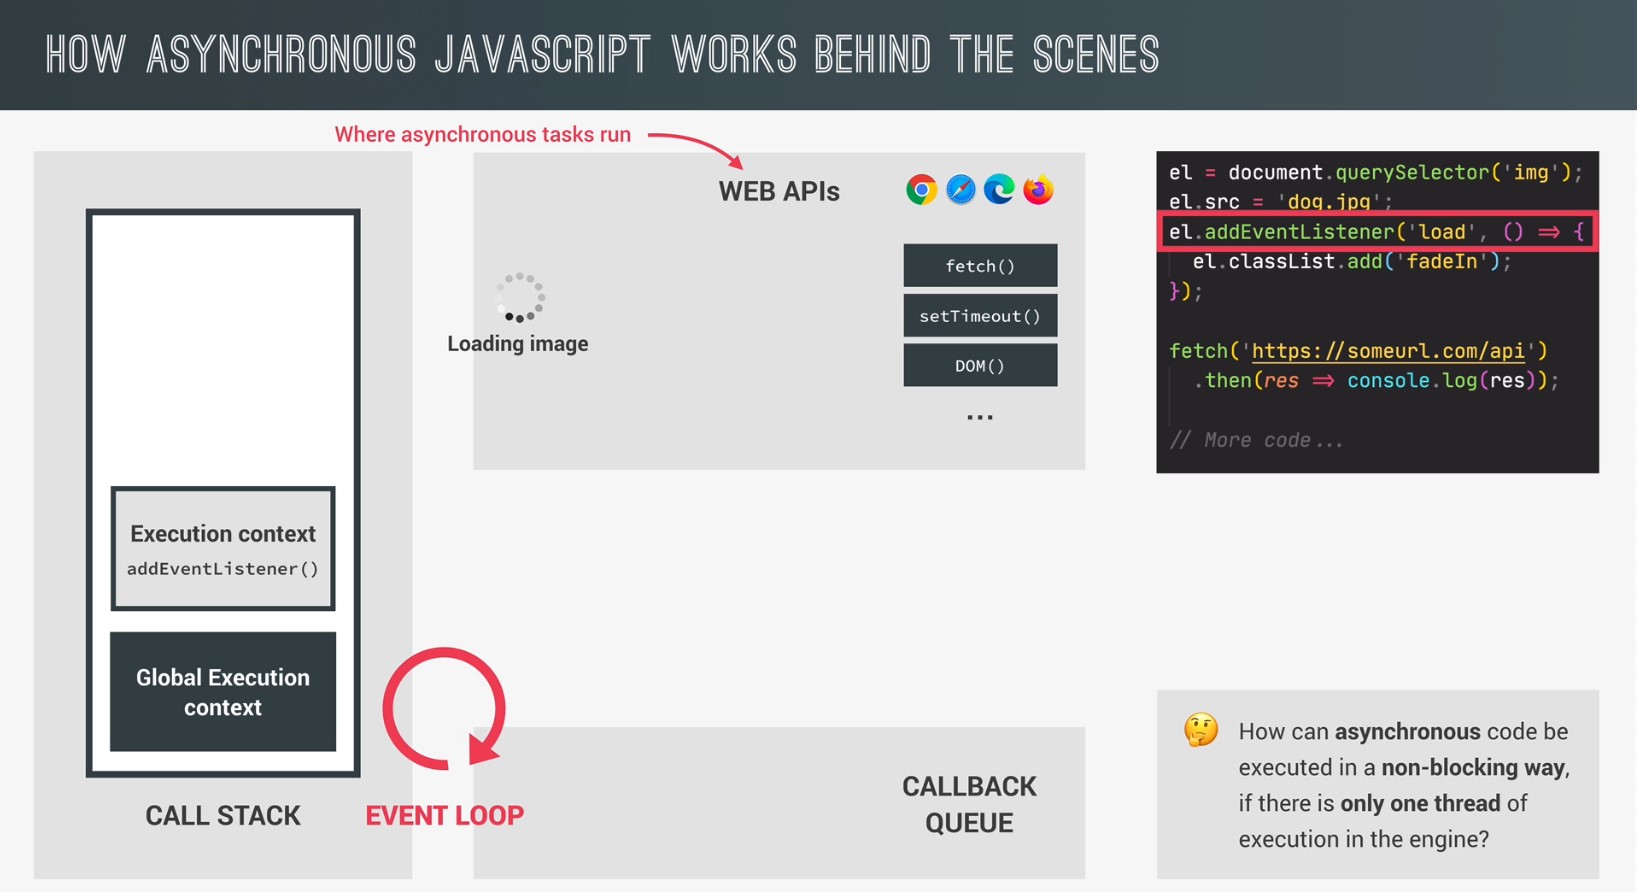 HOW ASYNCHRONOUS JAVASCRIPT WORKS BEHIND THE SCENES
Where asynchronous tasks run
WEB APIs
fetch()
setTimeout()
DOM()
...
Loading image
el = document.querySelector('img');
el.src = 'dog.jpg';
el.addEventListener('load', () => {
el.classList.add('fadeIn');
});
fetch('https://someurl.com/api')
.then(res => console.log(res));
// More code...
Execution context
addEventListener()
Global Execution
context
CALL STACK
EVENT LOOP
CALLBACK
QUEUE
How can asynchronous code be
executed in a non-blocking way,
if there is only one thread of
execution in the engine?